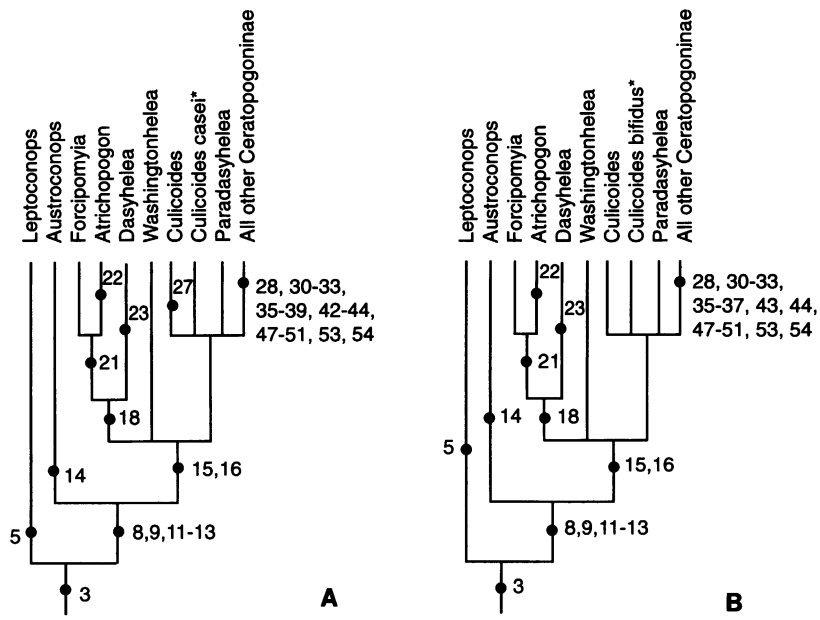 Leptoconops
Austroconops
Forcipomyia
Atrichopogon
Dasyhelea
Washingtonhelea
Culicoides
Culicoides casei*
Paradasyhelea
All other Ceratopogoninae
22
27
28, 30-33,
35-39, 42-44,
47-51, 53, 54
23
21
18
14
15,16
5
8,9,11-13
3
A
Leptoconops
Austroconops
Forcipomyia
Atrichopogon
Dasyhelea
Washingtonhelea
Culicoides
Culicoides bifidus*
Paradasyhelea
All other Ceratopogoninae
22
28, 30-33,
35-37, 43, 44,
47-51, 53, 54
23
21
14
18
5
15,16
8,9,11-13
3
B